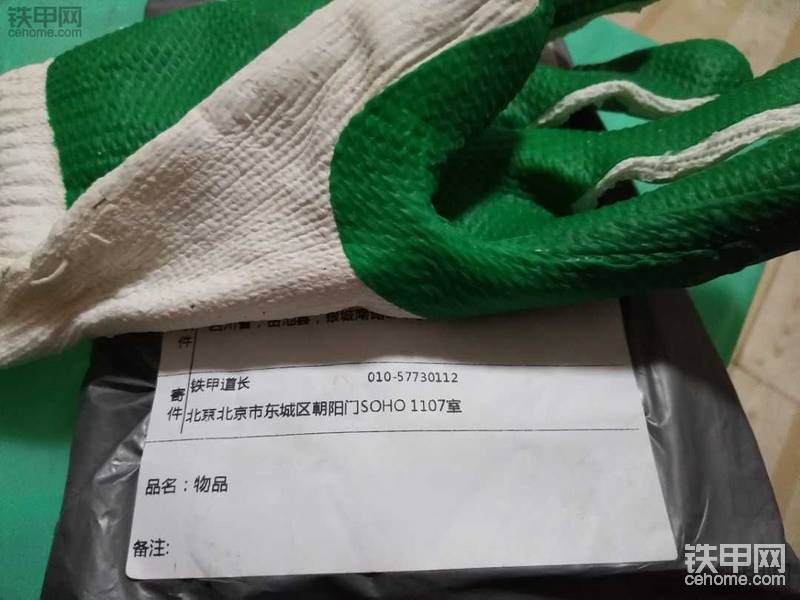 铁甲网
cehome.com
件
寄 铁甲道长 010-57730112
件 北京北京市东城区朝阳门SOHO 1107室
品名：物品
备注:
铁甲网
cehome.com